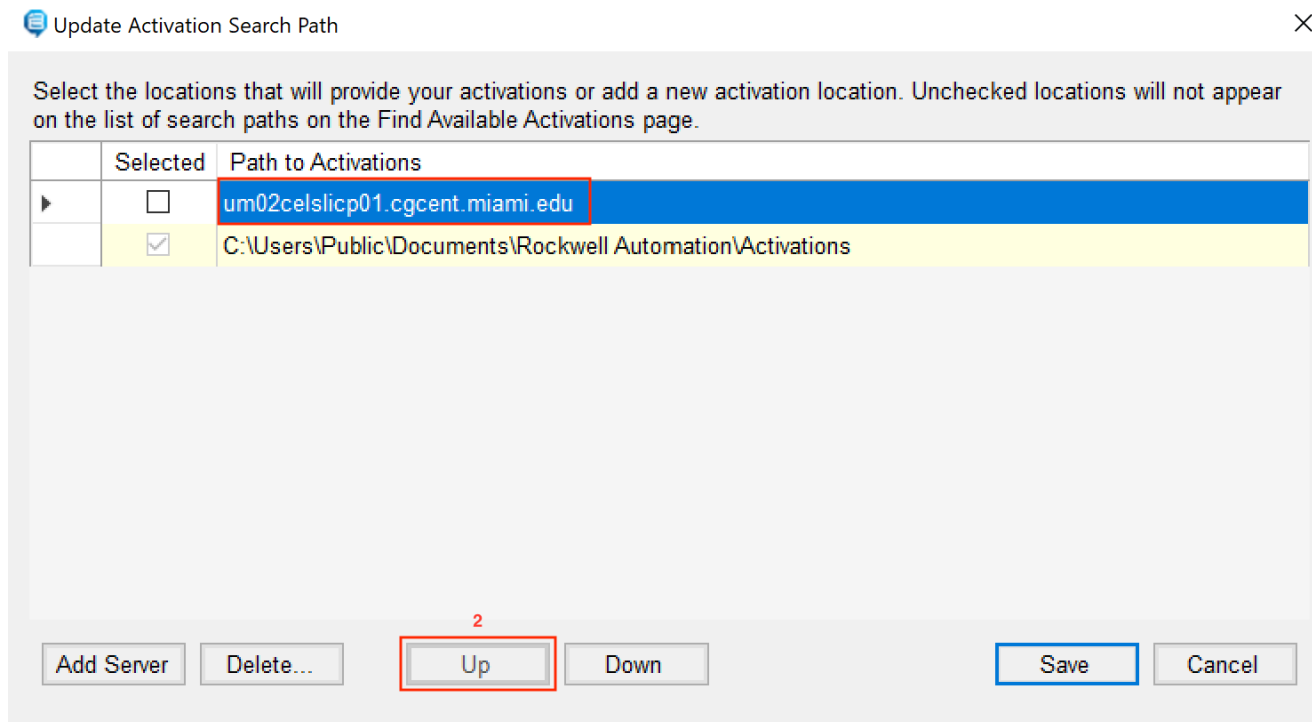 Update Activation Search Path
Select the locations that will provide your activations or add a new activation location. Unchecked locations will not appear
on the list of search paths on the Find Available Activations page.
Selected Path to Activations
um02celslicp01.cgcent.miami.edu
C:\Users\Public\Documents\Rockwell Automation\Activations
2
Add Server Delete... Up Down Save Cancel